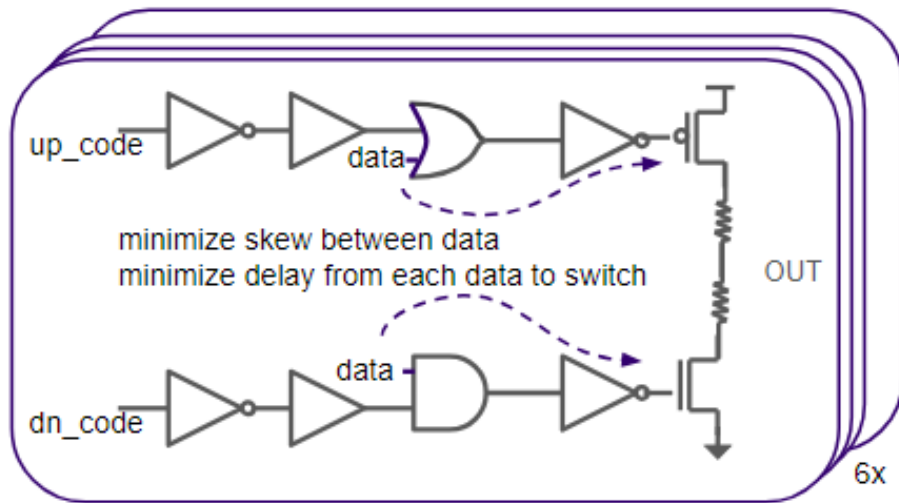 up_code
data
minimize skew between data
minimize delay from each data to switch
OUT
data
dn_code
6x